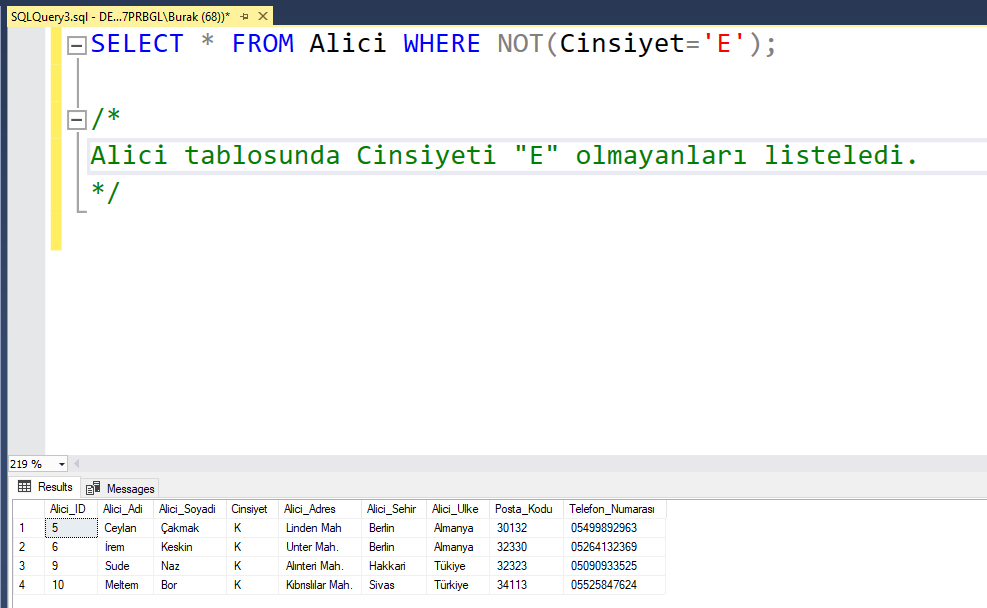 SQLQuery3.sql - DE...7PRBGL\Burak (68))*
SELECT * FROM Alici WHERE NOT(Cinsiyet='E');
/*
Alici tablosunda Cinsiyeti "E" olmayanları listeledi.
*/
219 %
Results Messages
Alici_ID Alici_Adi Alici_Soyadi Cinsiyet Alici_Adres Alici_Sehir Alici_Ulke Posta_Kodu Telefon_Numarası
1 5 Ceylan Çakmak K Linden Mah Berlin Almanya 30132 05499892963
2 6 İrem Keskin K Unter Mah. Berlin Almanya 32330 05264132369
3 9 Sude Naz K Alınteri Mah. Hakkari Tükiye 32323 05090933525
4 10 Meltem Bor K Kıbrıslılar Mah. Sivas Türkiye 34113 05525847624